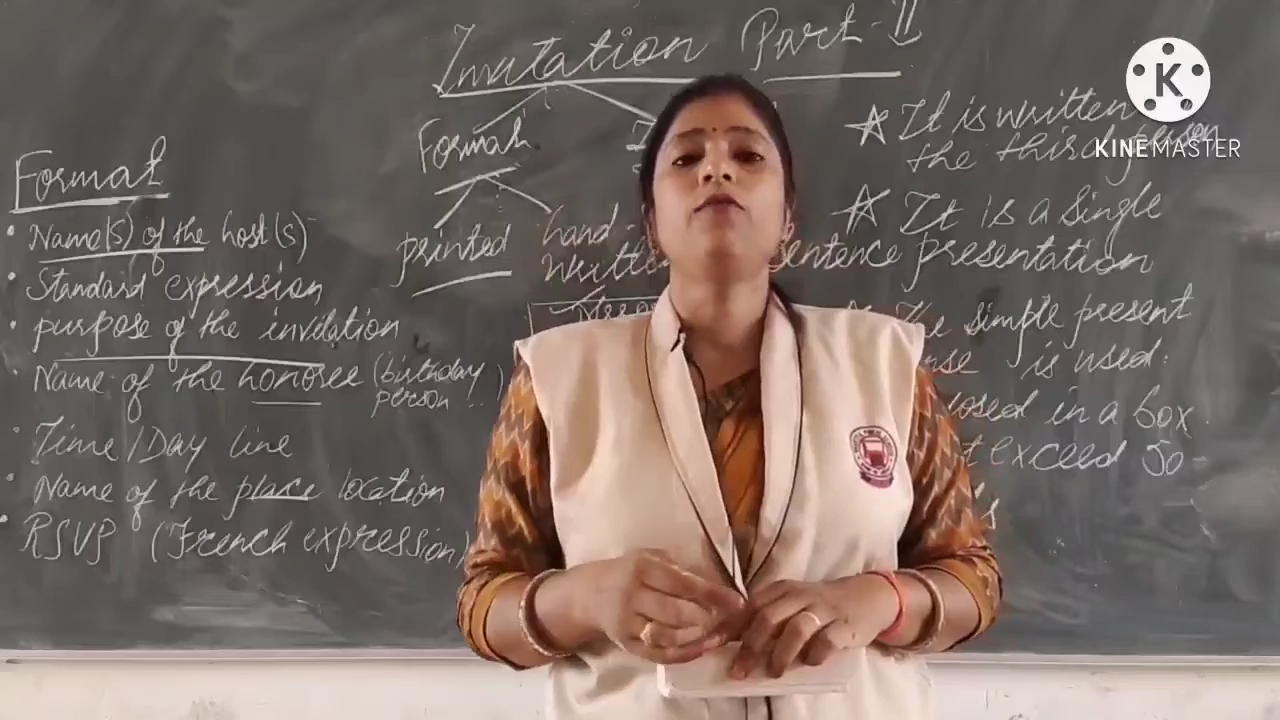 Invitation Part-II
Format
printed
hand-
Format
Name(s) of the host(s)
Standard expression
purpose of the invitation
Name of the honoree (birthday
person
Time/Day line
Name of the place location
RSVP (French expression)
It is written
the third person
It is a single
sentence presentation
simple present
is used.
in a box
exceed 50-
KINEMASTER
K